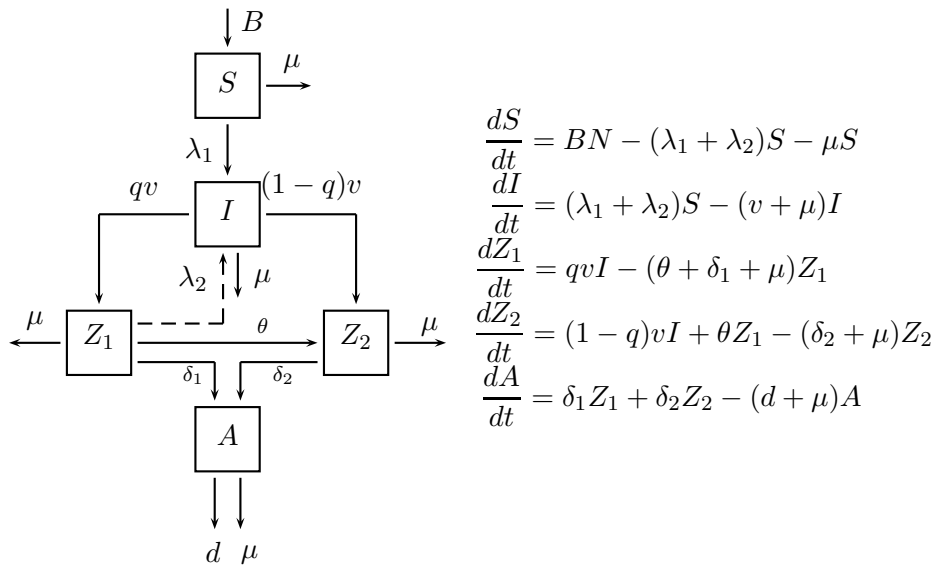 B
S
μ
λ₁
qv
(1 − q)v
I
λ₂
μ
μ
Z₁
θ
Z₂
μ
δ₁
δ₂
A
d
μ
dS/dt = BN − (λ₁ + λ₂)S − μS
dI/dt = (λ₁ + λ₂)S − (v + μ)I
dZ₁/dt = qvI − (θ + δ₁ + μ)Z₁
dZ₂/dt = (1 − q)vI + θZ₁ − (δ₂ + μ)Z₂
dA/dt = δ₁Z₁ + δ₂Z₂ − (d + μ)A